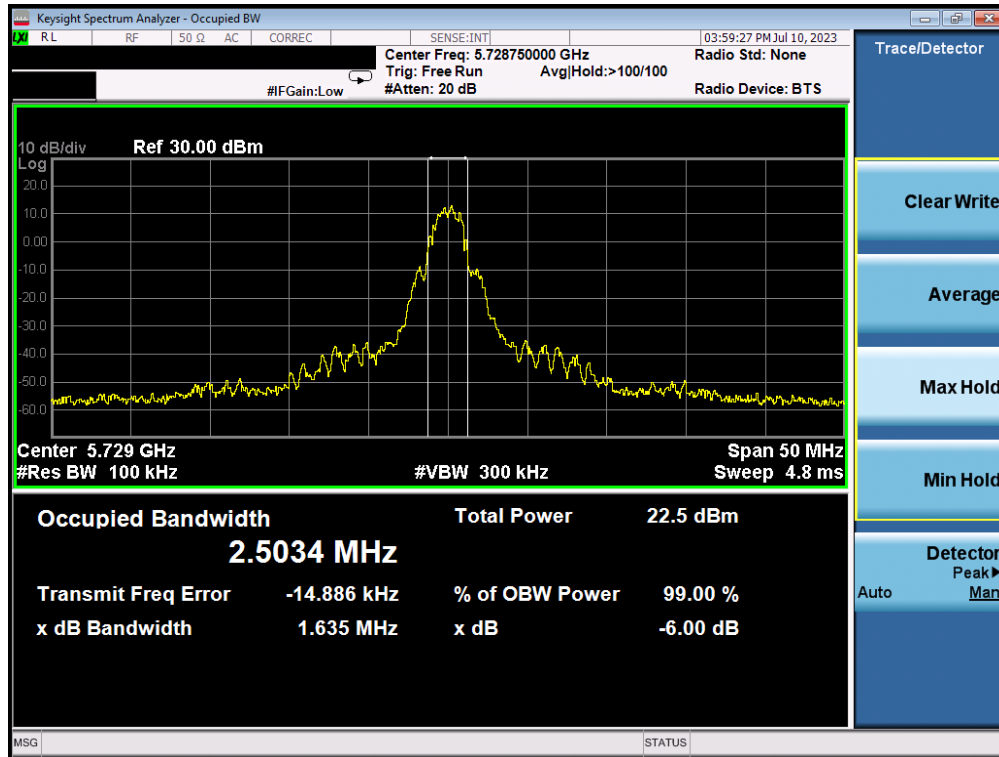 Keysight Spectrum Analyzer - Occupied BW
LXI RL RF 50 Ω AC CORREC SENSE:INT 03:59:27 PM Jul 10, 2023
Center Freq: 5.728750000 GHz Radio Std: None
Trig: Free Run Avg|Hold:>100/100
#IFGain:Low #Atten: 20 dB Radio Device: BTS
Trace/Detector
10 dB/div Ref 30.00 dBm
Log
20.0
10.0
0.00
-10.0
-20.0
-30.0
-40.0
-50.0
-60.0
Center 5.729 GHz Span 50 MHz
#Res BW 100 kHz #VBW 300 kHz Sweep 4.8 ms
Occupied Bandwidth Total Power 22.5 dBm
2.5034 MHz
Transmit Freq Error -14.886 kHz % of OBW Power 99.00 %
x dB Bandwidth 1.635 MHz x dB -6.00 dB
Clear Write
Average
Max Hold
Min Hold
Detector
Peak▶
Auto Man
MSG STATUS